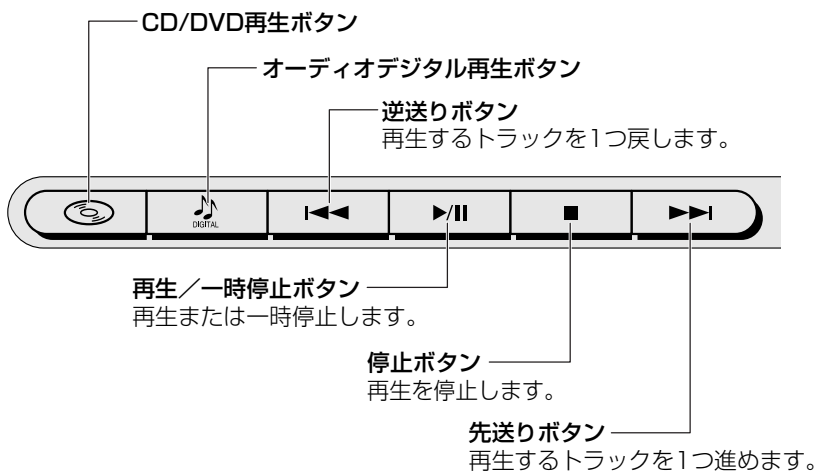 CD/DVD再生ボタン
オーディオデジタル再生ボタン
逆送りボタン
再生するトラックを1つ戻します。
DIGITAL
再生／一時停止ボタン
再生または一時停止します。
停止ボタン
再生を停止します。
先送りボタン
再生するトラックを1つ進めます。